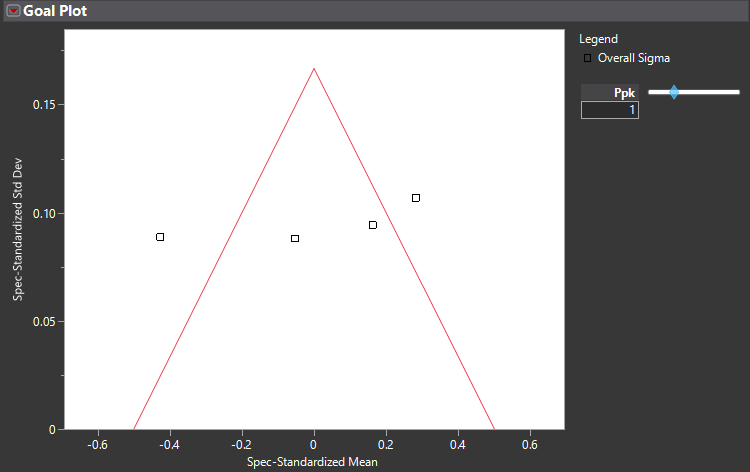 Goal Plot
Legend
Overall Sigma
Ppk
1
Spec-Standardized Std Dev
0.15
0.10
0.05
0
-0.6 -0.4 -0.2 0 0.2 0.4 0.6
Spec-Standardized Mean